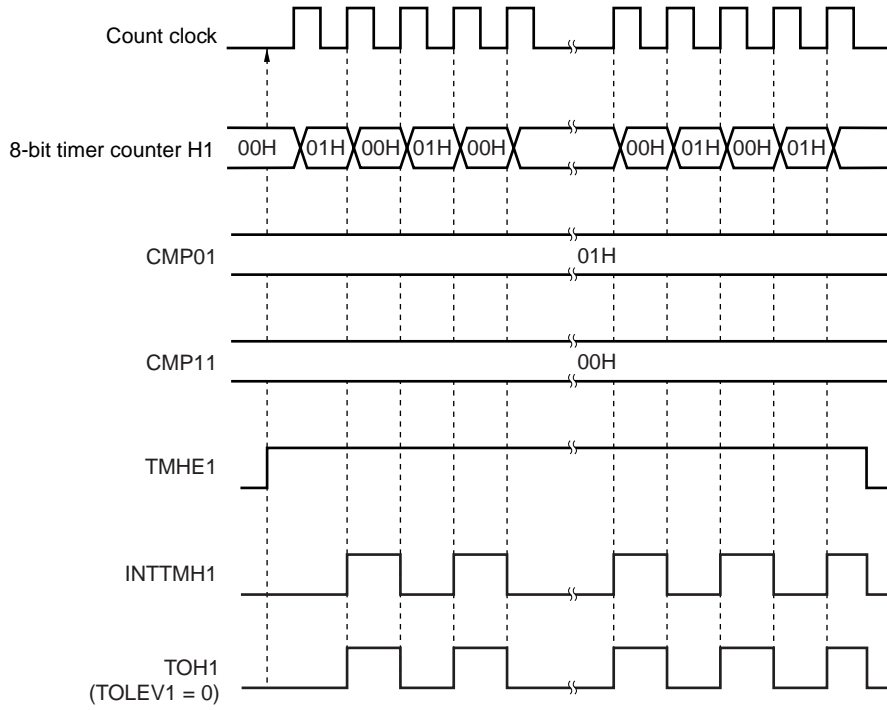 Count clock
8-bit timer counter H1 00H 01H 00H 01H 00H 00H 01H 00H 01H
CMP01 01H
CMP11 00H
TMHE1
INTTMH1
TOH1
(TOLEV1 = 0)